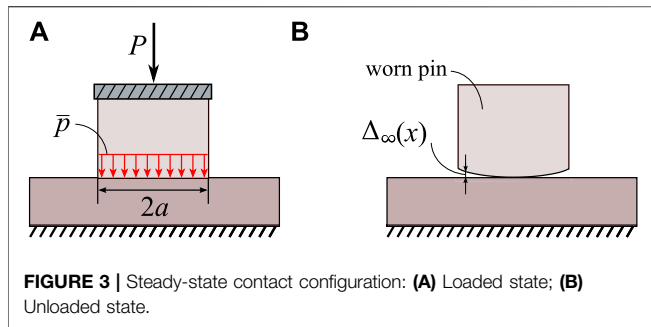 A
B
P
worn pin
p̅
Δ∞(x)
2a
FIGURE 3 | Steady-state contact configuration: (A) Loaded state; (B)
Unloaded state.